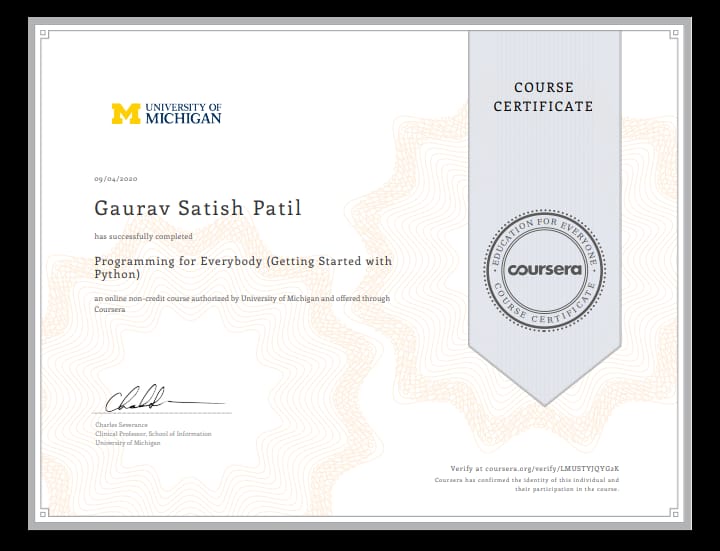 UNIVERSITY OF
MICHIGAN
COURSE
CERTIFICATE
09/04/2020
Gaurav Satish Patil
has successfully completed
Programming for Everybody (Getting Started with
Python)
an online non-credit course authorized by University of Michigan and offered through
Coursera
EDUCATION FOR EVERYONE
coursera
COURSE CERTIFICATE
Charles Severance
Clinical Professor, School of Information
University of Michigan
Verify at coursera.org/verify/LMUSTYJQYG2K
Coursera has confirmed the identity of this individual and
their participation in the course.